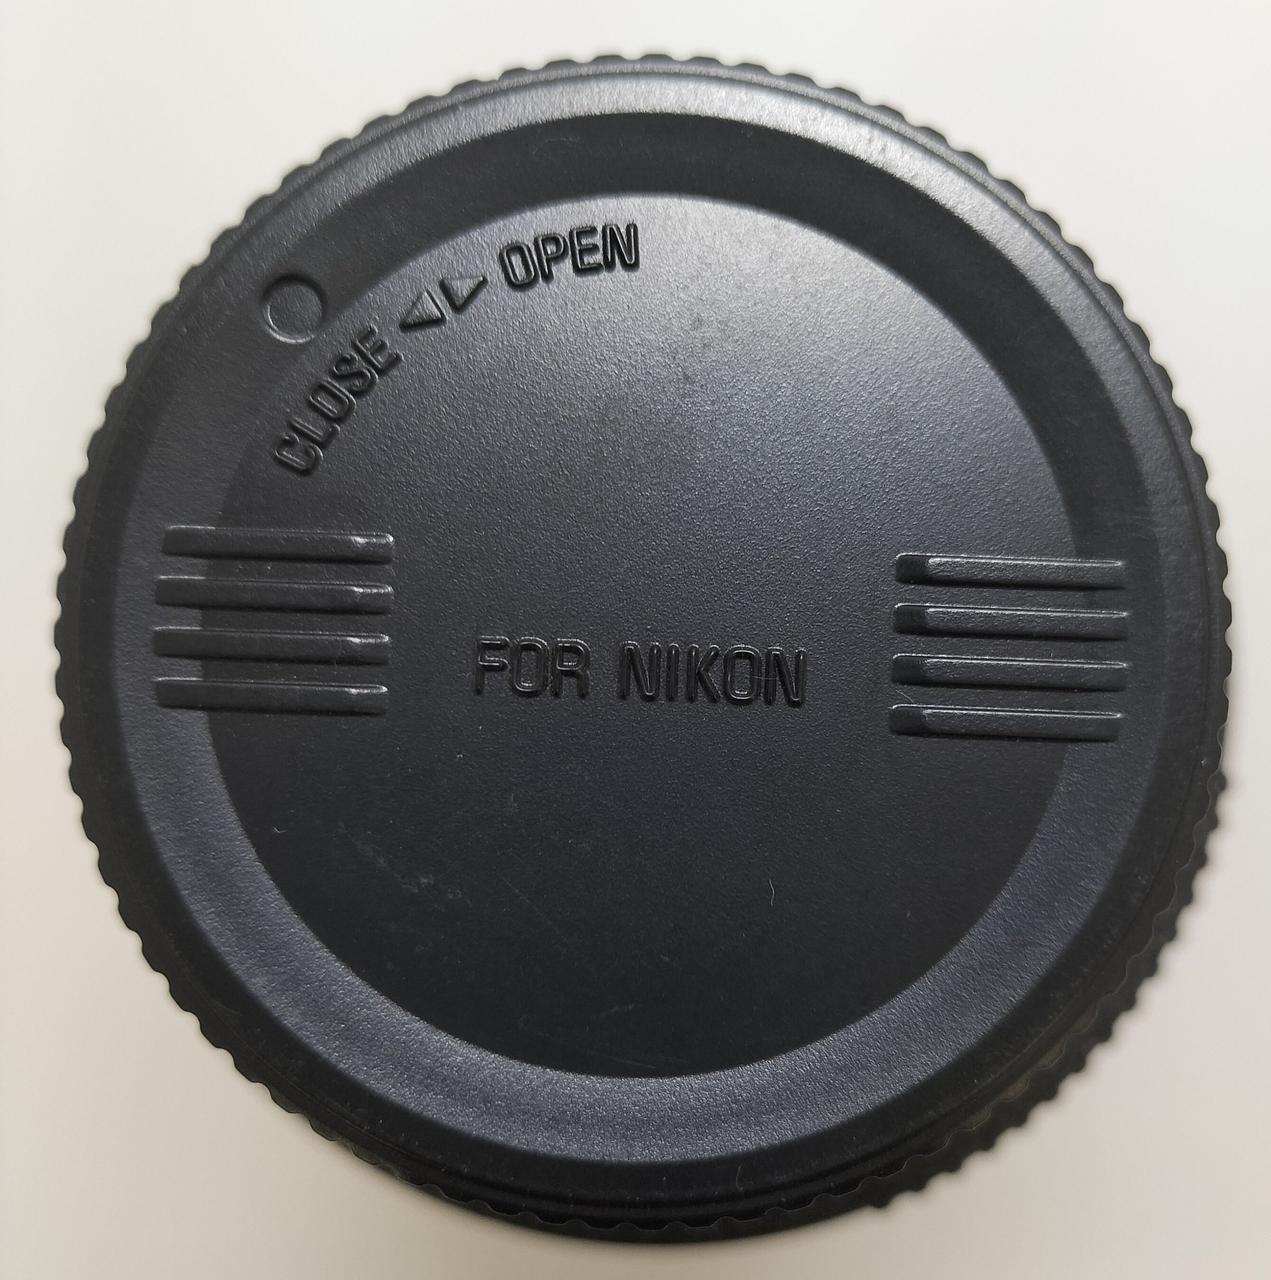 CLOSE ◁ ▷ OPEN
FOR NIKON